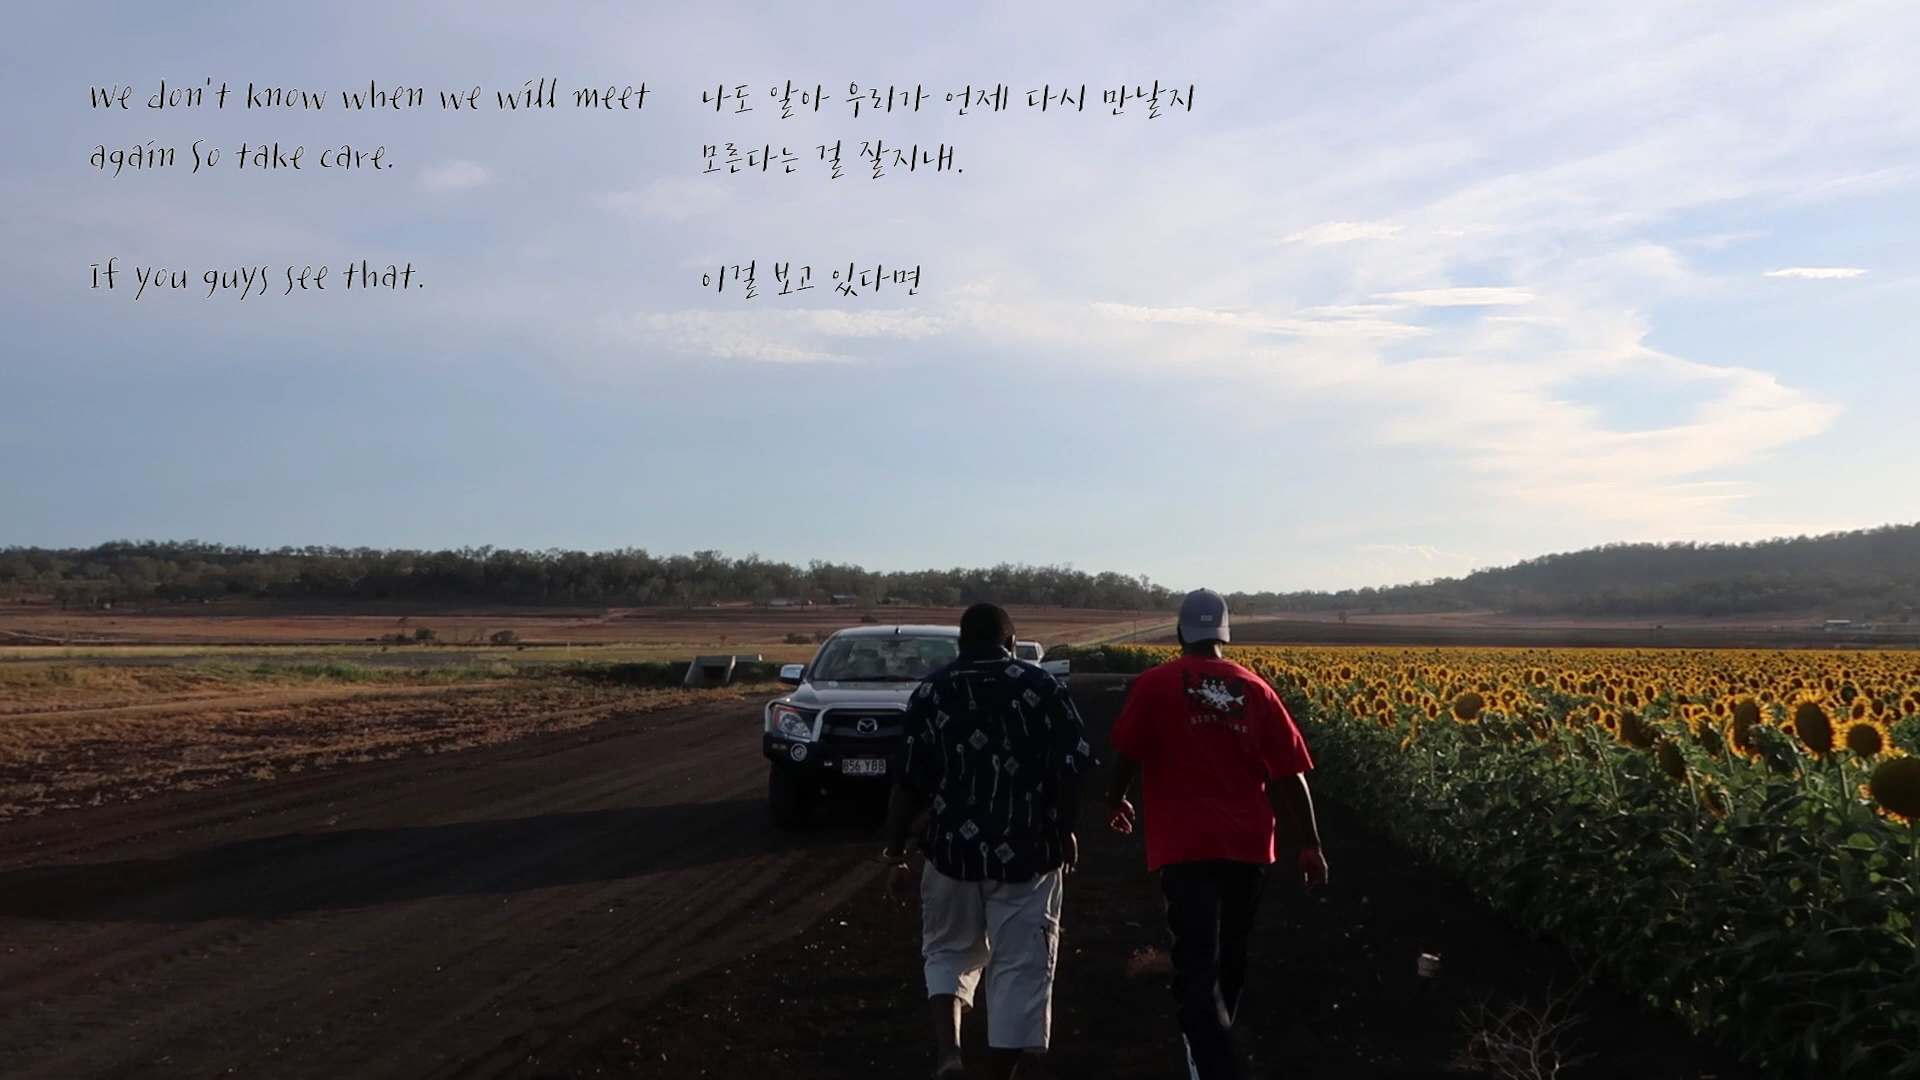 We don't know when we will meet
again so take care.
If you guys see that.
나도 알아 우리가 언제 다시 만날지
모른다는 걸 잘지내.
이걸 보고 있다면
856 YBB